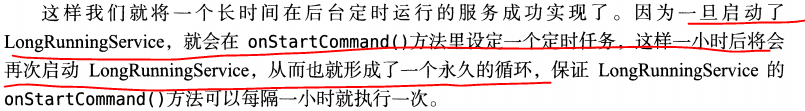 这样我们就将一个长时间在后台定时运行的服务成功实现了。因为一旦启动了
LongRunningService，就会在 onStartCommand()方法里设定一个定时任务，这样一小时后将会
再次启动 LongRunningService，从而也就形成了一个永久的循环，保证 LongRunningService 的
onStartCommand()方法可以每隔一小时就执行一次。